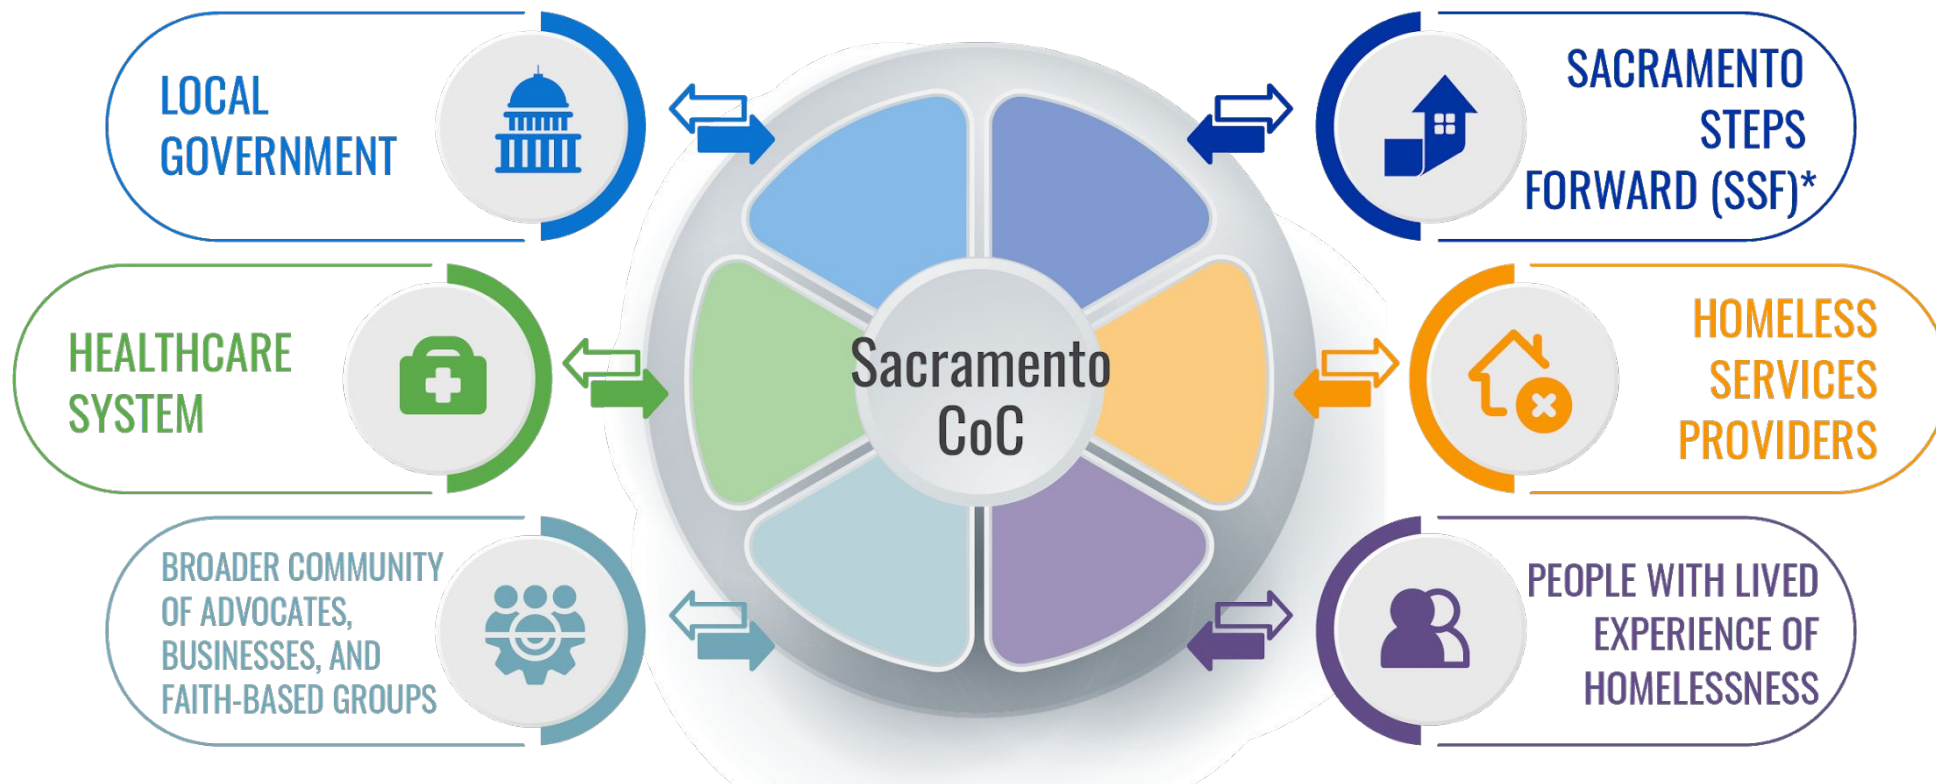 LOCAL
GOVERNMENT
SACRAMENTO
STEPS
FORWARD (SSF)*
HEALTHCARE
SYSTEM
Sacramento
CoC
HOMELESS
SERVICES
PROVIDERS
BROADER COMMUNITY
OF ADVOCATES,
BUSINESSES, AND
FAITH-BASED GROUPS
PEOPLE WITH LIVED
EXPERIENCE OF
HOMELESSNESS